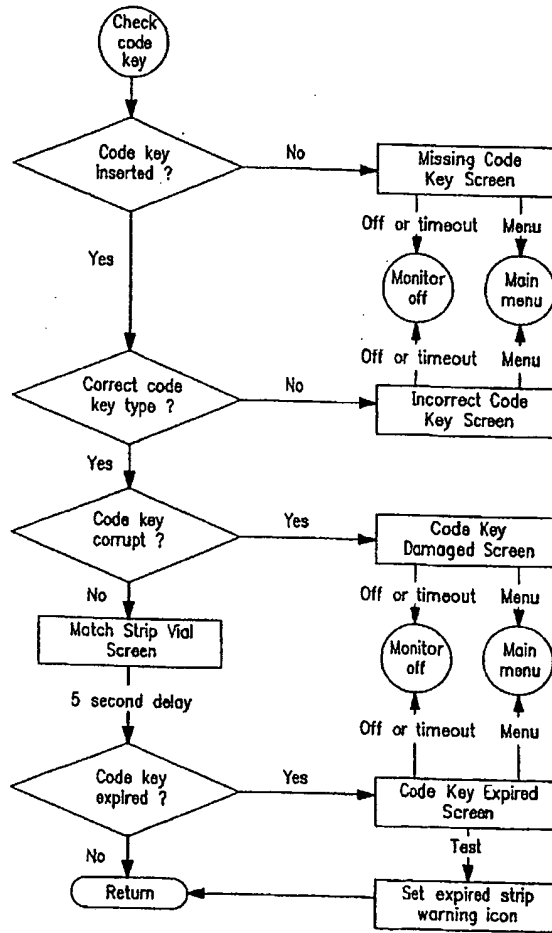 Check
code
key
Code key
Inserted ?
No
Missing Code
Key Screen
Yes
Off or timeout
Menu
Monitor
off
Main
menu
Off or timeout
Menu
Correct code
key type ?
No
Incorrect Code
Key Screen
Yes
Code key
corrupt ?
Yes
Code Key
Damaged Screen
No
Off or timeout
Menu
Match Strip Vial
Screen
Monitor
off
Main
menu
5 second delay
Off or timeout
Menu
Code key
expired ?
Yes
Code Key Expired
Screen
No
Test
Return
Set expired strip
warning icon